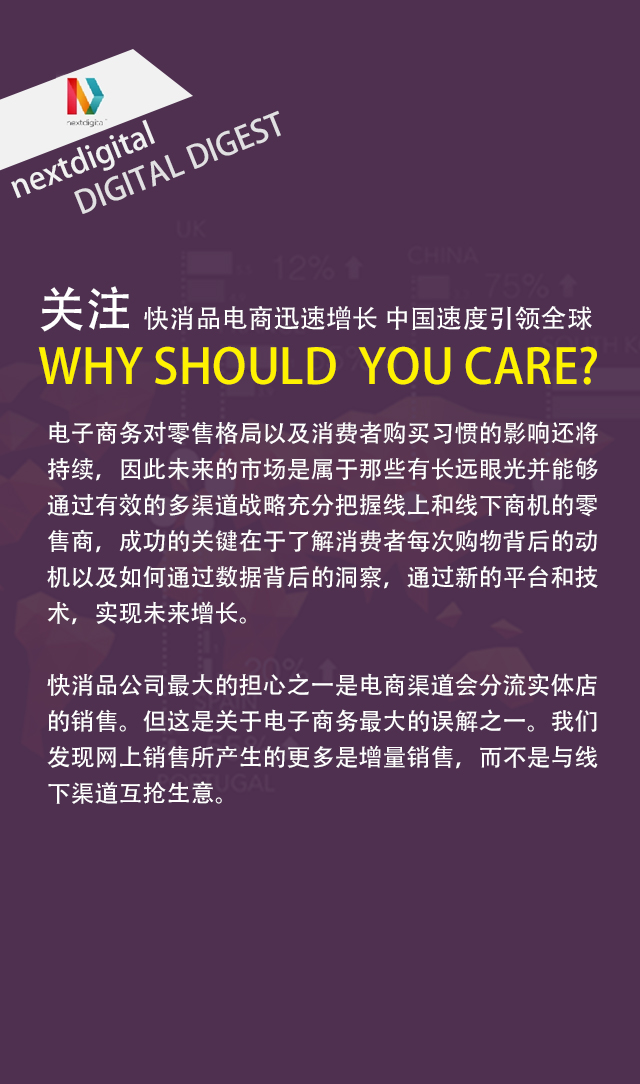 nextdigital
nextdigital
DIGITAL DIGEST
UK
12%
CHINA
75%
关注 快消品电商迅速增长 中国速度引领全球
WHY SHOULD YOU CARE?
电子商务对零售格局以及消费者购买习惯的影响还将
持续，因此未来的市场是属于那些有长远眼光并能够
通过有效的多渠道战略充分把握线上和线下商机的零
售商，成功的关键在于了解消费者每次购物背后的动
机以及如何通过数据背后的洞察，通过新的平台和技
术，实现未来增长。
快消品公司最大的担心之一是电商渠道会分流实体店
20%
SPAIN
的销售。但这是关于电子商务最大的误解之一。我们
发现网上销售所产生的更多是增量销售，而不是与线
PORTUGAL
下渠道互抢生意。